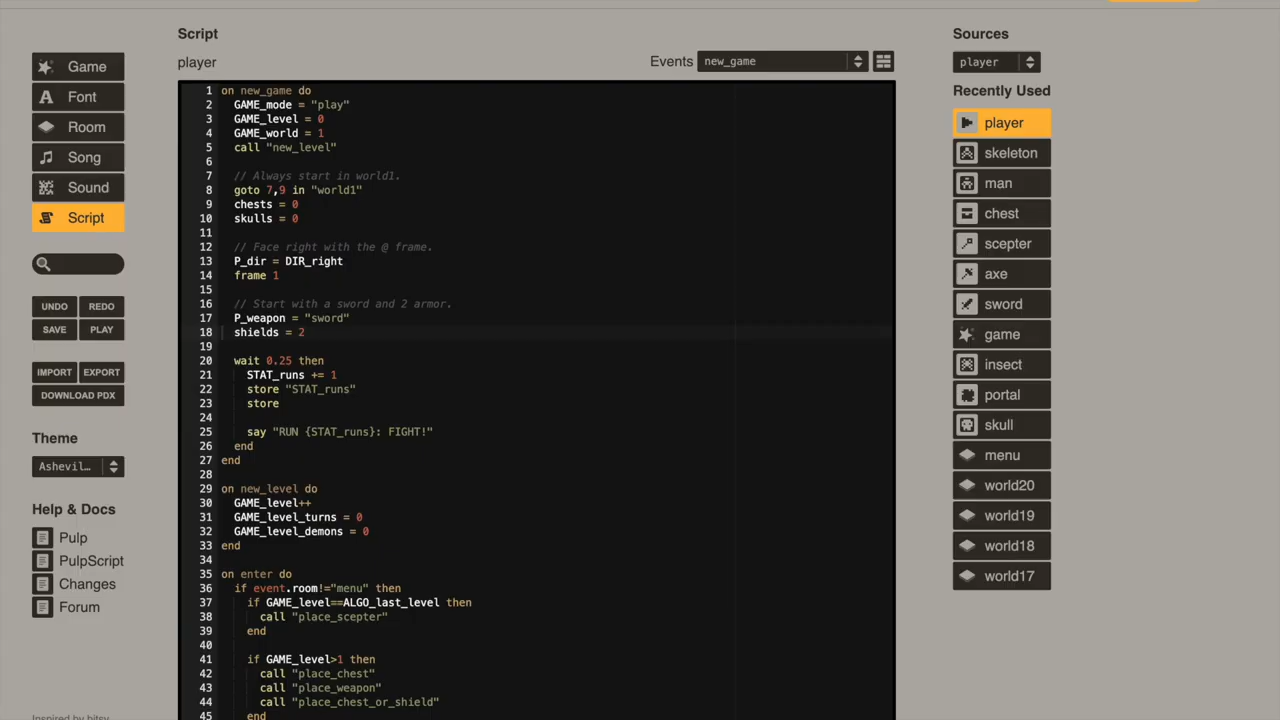 Game
Font
Room
Song
Sound
Script
UNDO
REDO
SAVE
PLAY
IMPORT
EXPORT
DOWNLOAD PDX
Theme
Ashevil…
Help & Docs
Pulp
PulpScript
Changes
Forum
Inspired by bitsy
Script
player
Events
new_game
1 on new_game do
2 GAME_mode = "play"
3 GAME_level = 0
4 GAME_world = 1
5 call "new_level"
6
7 // Always start in world1.
8 goto 7,9 in "world1"
9 chests = 0
10 skulls = 0
11
12 // Face right with the @ frame.
13 P_dir = DIR_right
14 frame 1
15
16 // Start with a sword and 2 armor.
17 P_weapon = "sword"
18 shields = 2
19
20 wait 0.25 then
21 STAT_runs += 1
22 store "STAT_runs"
23 store
24
25 say "RUN {STAT_runs}: FIGHT!"
26 end
27 end
28
29 on new_level do
30 GAME_level++
31 GAME_level_turns = 0
32 GAME_level_demons = 0
33 end
34
35 on enter do
36 if event.room!="menu" then
37 if GAME_level==ALGO_last_level then
38 call "place_scepter"
39 end
40
41 if GAME_level>1 then
42 call "place_chest"
43 call "place_weapon"
44 call "place_chest_or_shield"
45 end
Sources
player
Recently Used
player
skeleton
man
chest
scepter
axe
sword
game
insect
portal
skull
menu
world20
world19
world18
world17